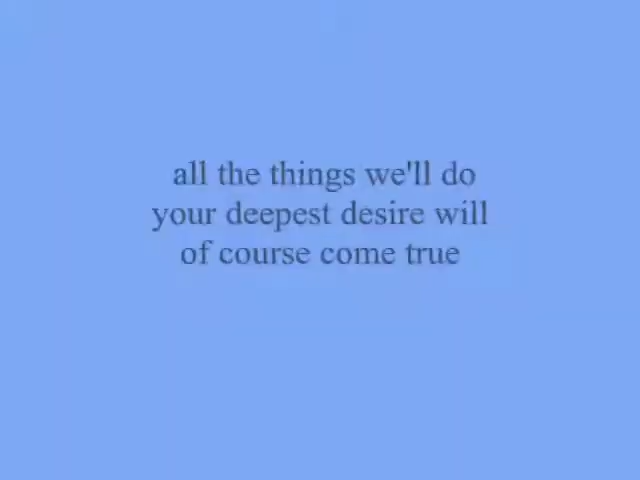 all the things we'll do
your deepest desire will
of course come true